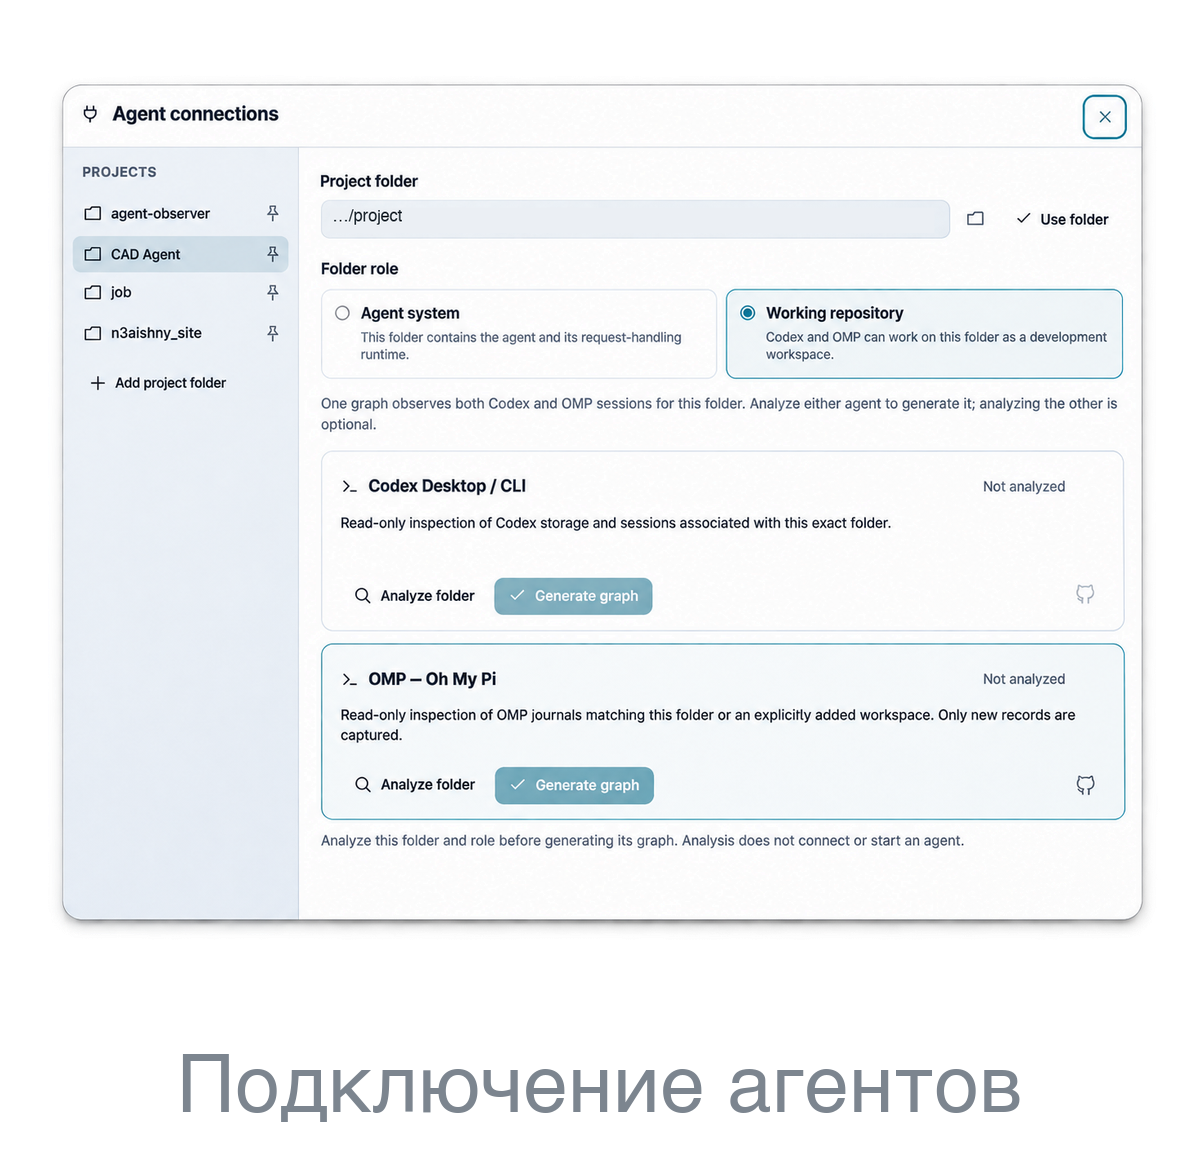 Agent connections
PROJECTS
agent-observer
CAD Agent
job
n3aishny_site
Add project folder
Project folder
.../project
Use folder
Folder role
Agent system
This folder contains the agent and its request-handling
runtime.
Working repository
Codex and OMP can work on this folder as a development
workspace.
One graph observes both Codex and OMP sessions for this folder. Analyze either agent to generate it; analyzing the other is
optional.
Codex Desktop / CLI
Not analyzed
Read-only inspection of Codex storage and sessions associated with this exact folder.
Analyze folder
Generate graph
OMP – Oh My Pi
Not analyzed
Read-only inspection of OMP journals matching this folder or an explicitly added workspace. Only new records are
captured.
Analyze folder
Generate graph
Analyze this folder and role before generating its graph. Analysis does not connect or start an agent.
Подключение агентов